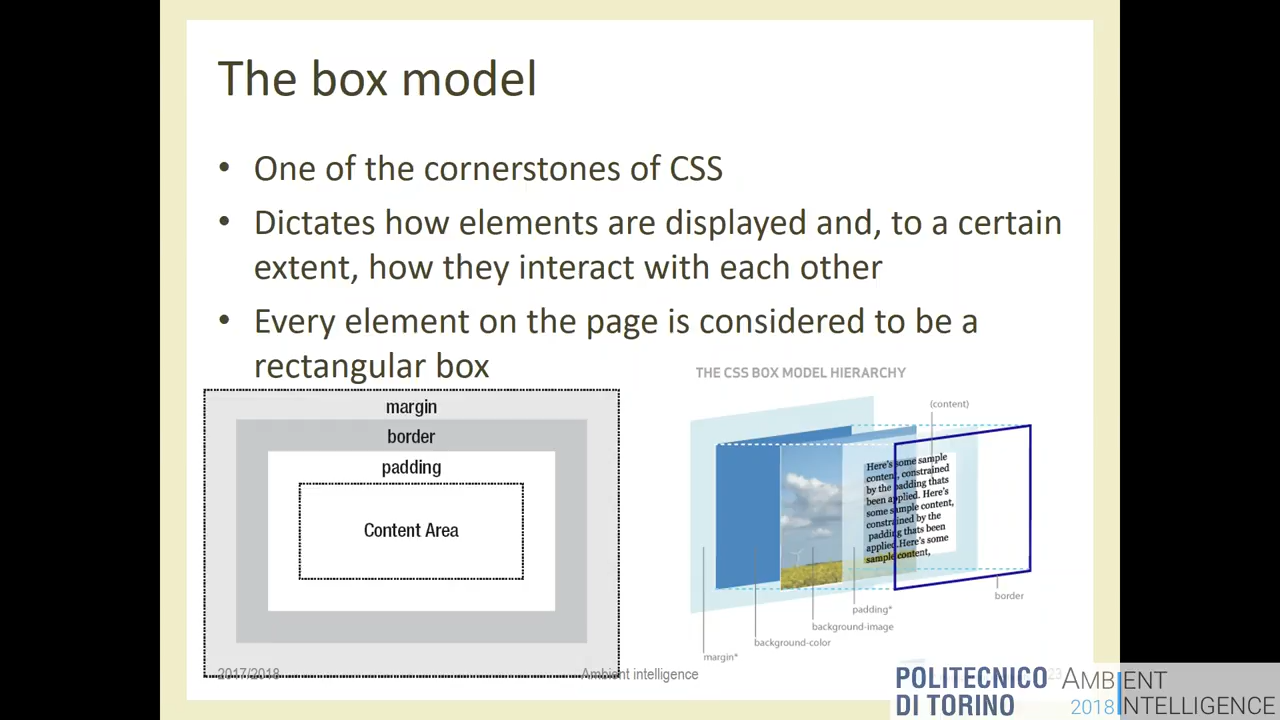 The box model
• One of the cornerstones of CSS
• Dictates how elements are displayed and, to a certain
extent, how they interact with each other
• Every element on the page is considered to be a
rectangular box
margin
border
padding
Content Area
THE CSS BOX MODEL HIERARCHY
(content)
Here's some sample
content, constrained
by the padding thats
been applied. Here's
some sample content,
constrained by the
padding thats been
applied.Here's some
sample content,
border
padding*
background-image
background-color
margin*
2017/2018
Ambient intelligence
23
POLITECNICO
DI TORINO
AMBIENT
2018 INTELLIGENCE